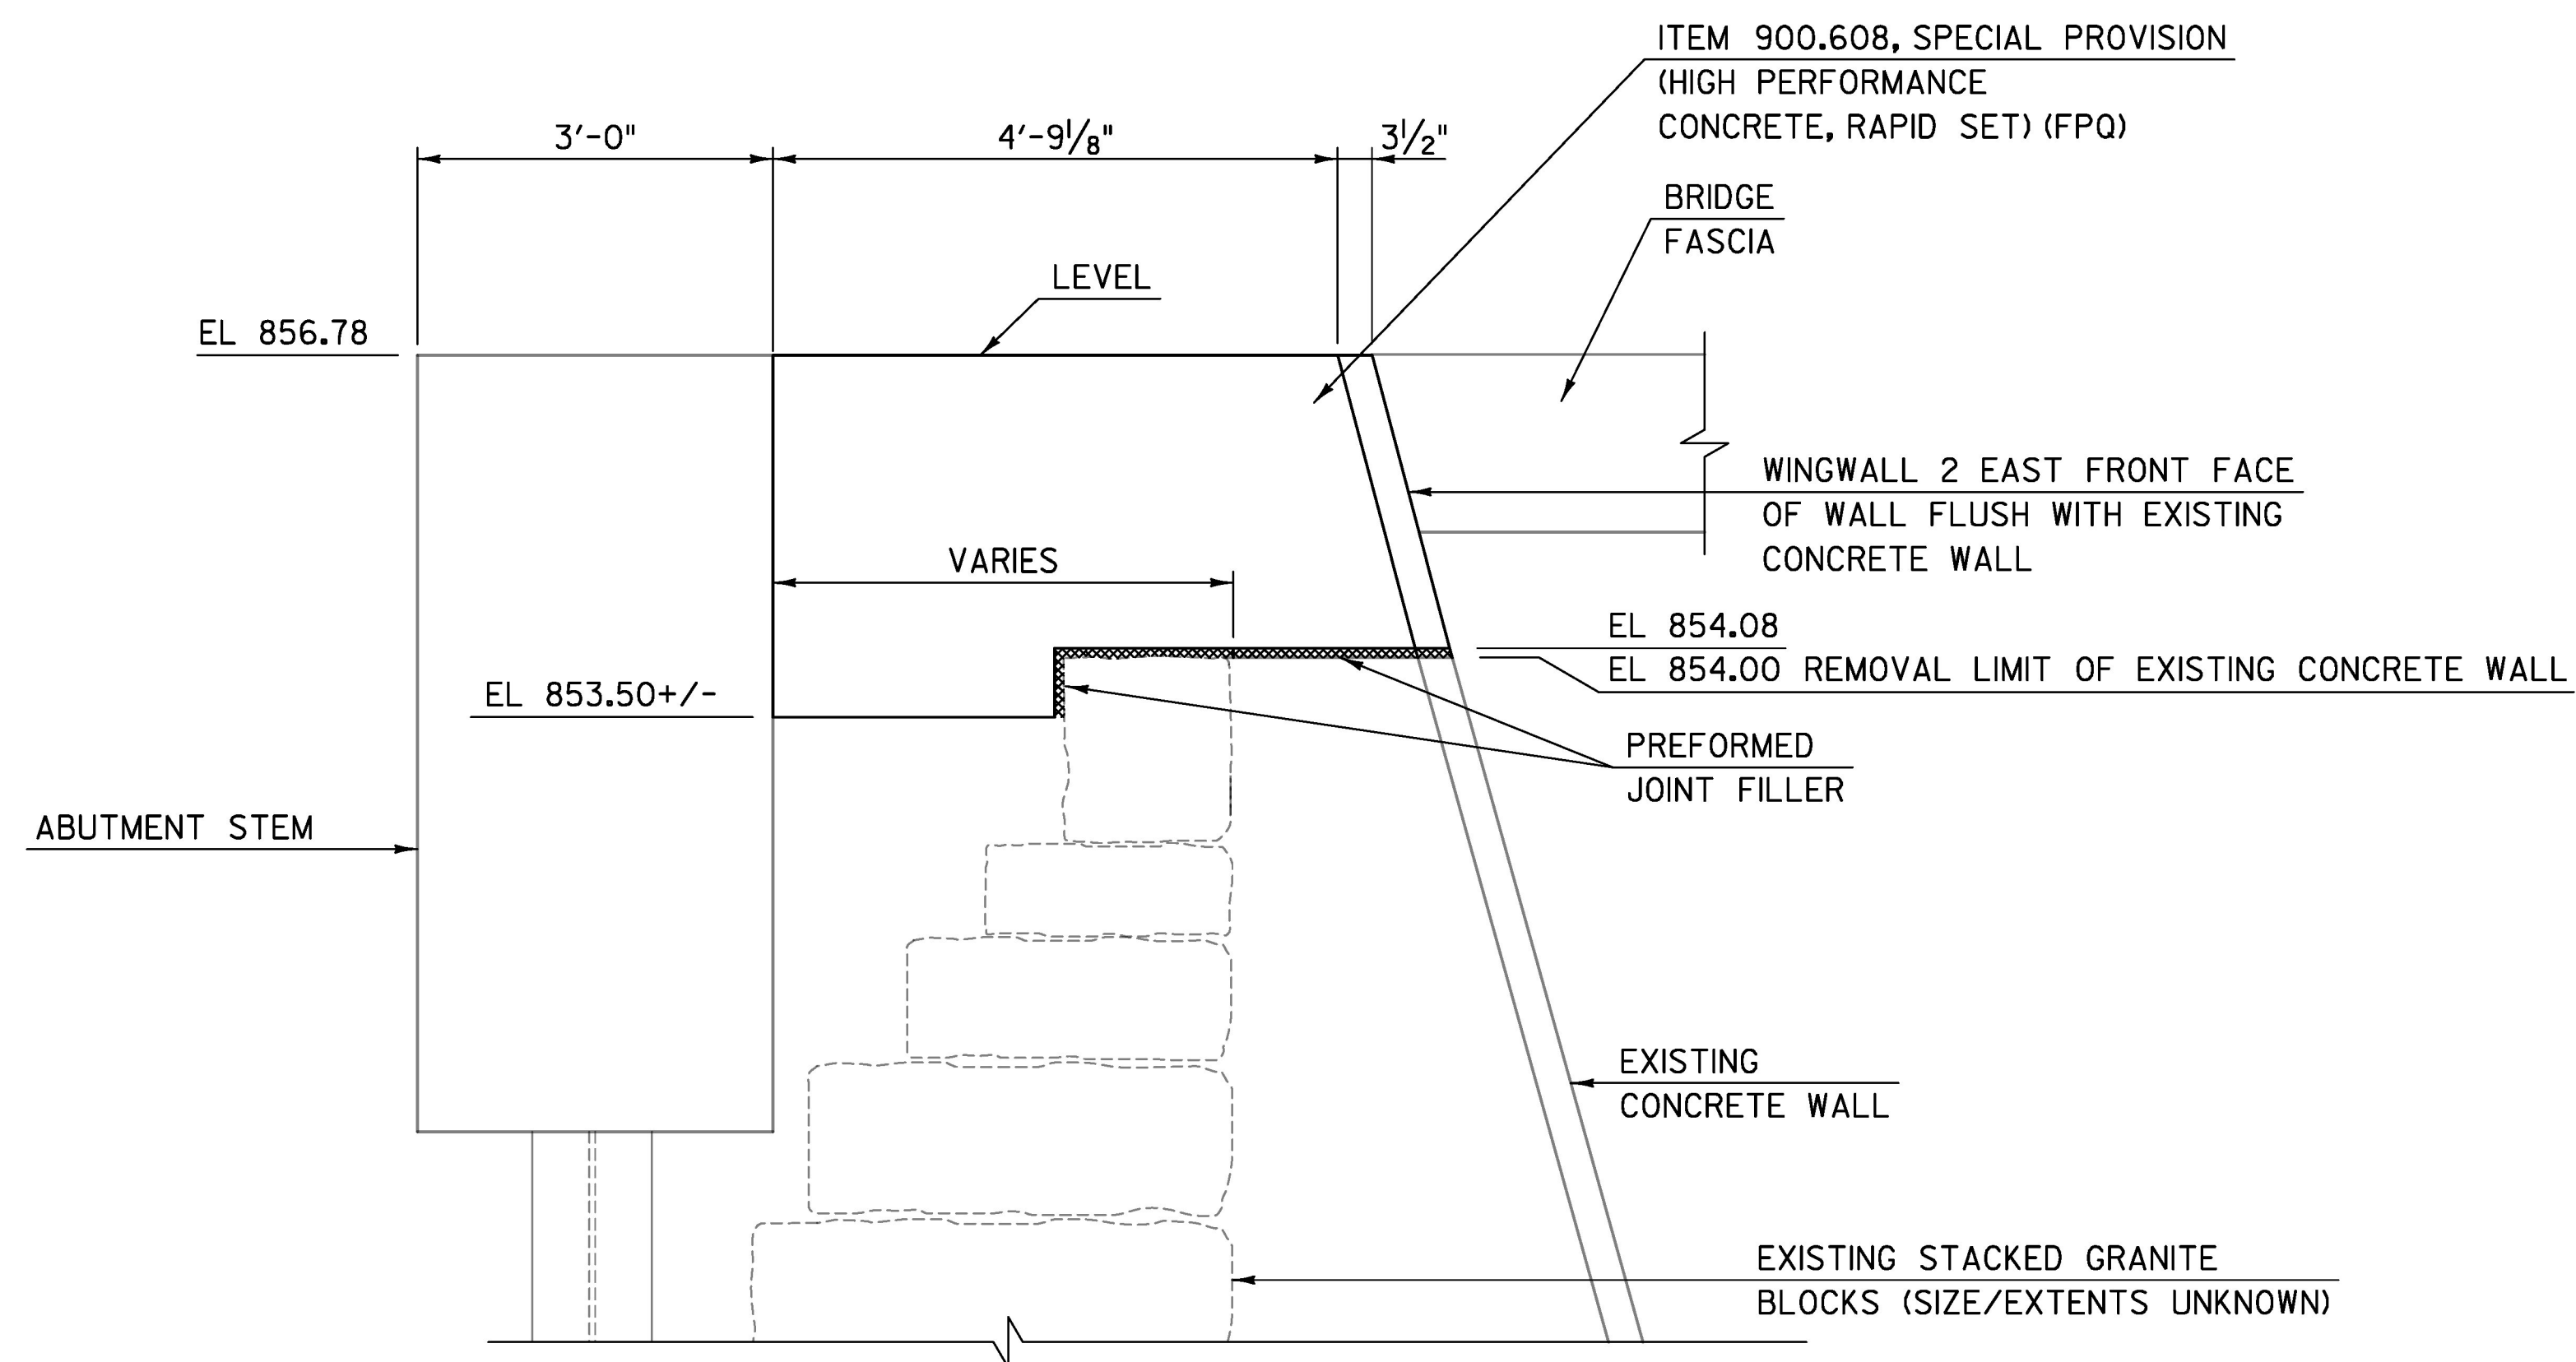 ITEM 900.608, SPECIAL PROVISION
(HIGH PERFORMANCE
CONCRETE, RAPID SET) (FPQ)
3'-0"
4'-9 1/8"
3 1/2"
BRIDGE
FASCIA
LEVEL
EL 856.78
WINGWALL 2 EAST FRONT FACE
OF WALL FLUSH WITH EXISTING
CONCRETE WALL
VARIES
EL 854.08
EL 854.00 REMOVAL LIMIT OF EXISTING CONCRETE WALL
EL 853.50+/-
PREFORMED
JOINT FILLER
ABUTMENT STEM
EXISTING
CONCRETE WALL
EXISTING STACKED GRANITE
BLOCKS (SIZE/EXTENTS UNKNOWN)